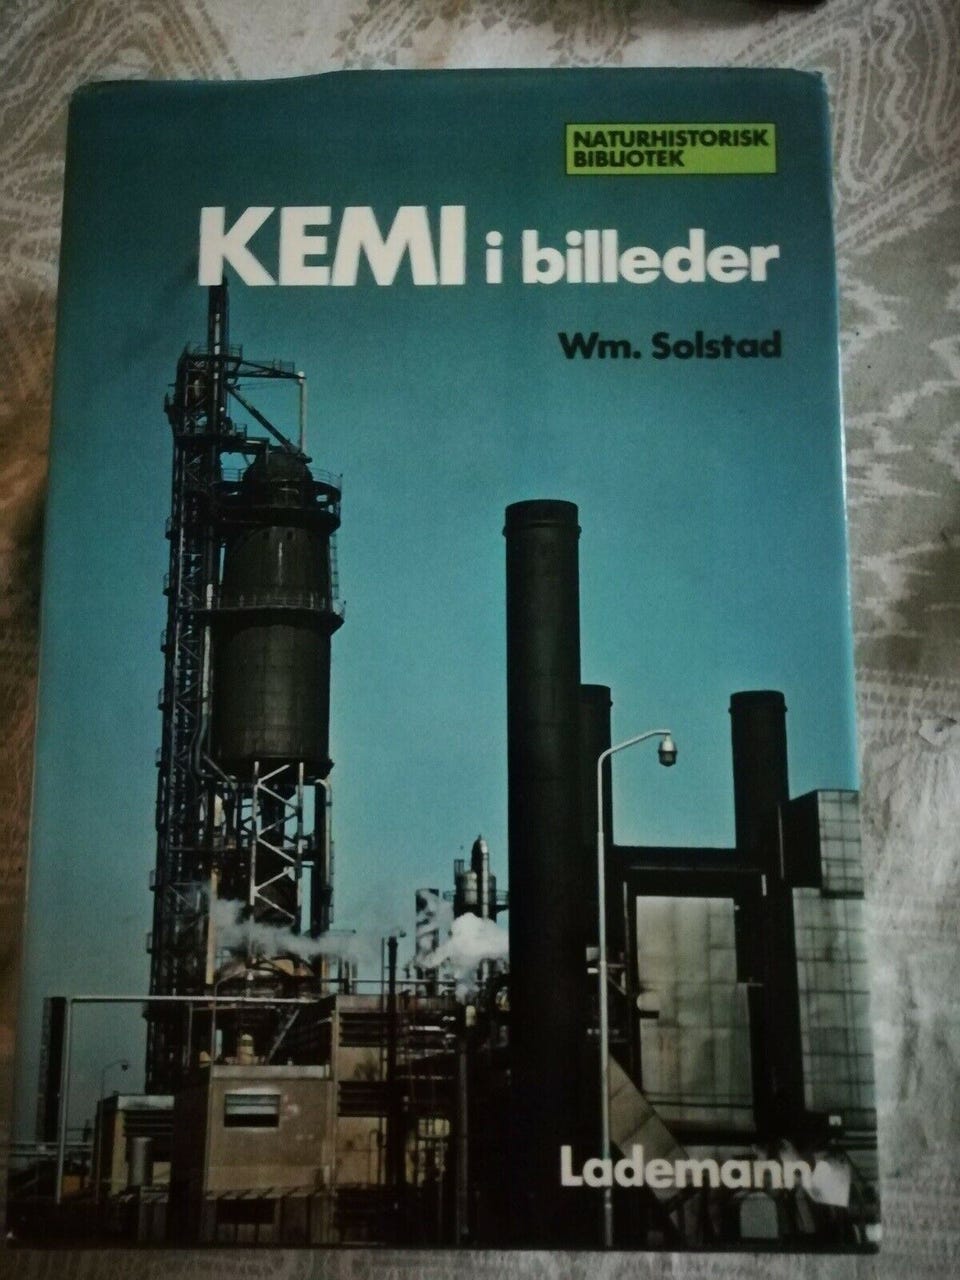 NATURHISTORISK
BIBLIOTEK
KEMI i billeder
Wm. Solstad
Lademann